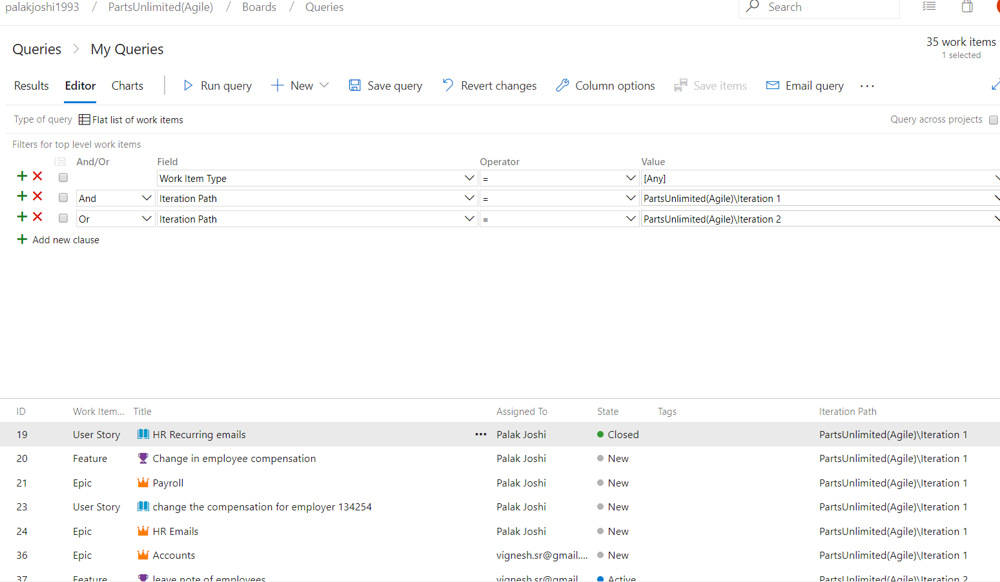 palakjoshi1993 / PartsUnlimited(Agile) / Boards / Queries Search
Queries > My Queries 35 work items
1 selected
Results Editor Charts Run query New Save query Revert changes Column options Save items Email query ...
Type of query Flat list of work items Query across projects
Filters for top level work items
And/Or Field Operator Value
Work Item Type = [Any]
And Iteration Path = PartsUnlimited(Agile)\Iteration 1
Or Iteration Path = PartsUnlimited(Agile)\Iteration 2
Add new clause
ID Work Item... Title Assigned To State Tags Iteration Path
19 User Story HR Recurring emails ... Palak Joshi Closed PartsUnlimited(Agile)\Iteration 1
20 Feature Change in employee compensation Palak Joshi New PartsUnlimited(Agile)\Iteration 1
21 Epic Payroll Palak Joshi New PartsUnlimited(Agile)\Iteration 1
23 User Story change the compensation for employer 134254 Palak Joshi New PartsUnlimited(Agile)\Iteration 1
24 Epic HR Emails Palak Joshi New PartsUnlimited(Agile)\Iteration 1
36 Epic Accounts vignesh.sr@gmail.... New PartsUnlimited(Agile)\Iteration 1
37 Feature leave note of employees vignesh.sr@gmail Active PartsUnlimited(Agile)\Iteration 2